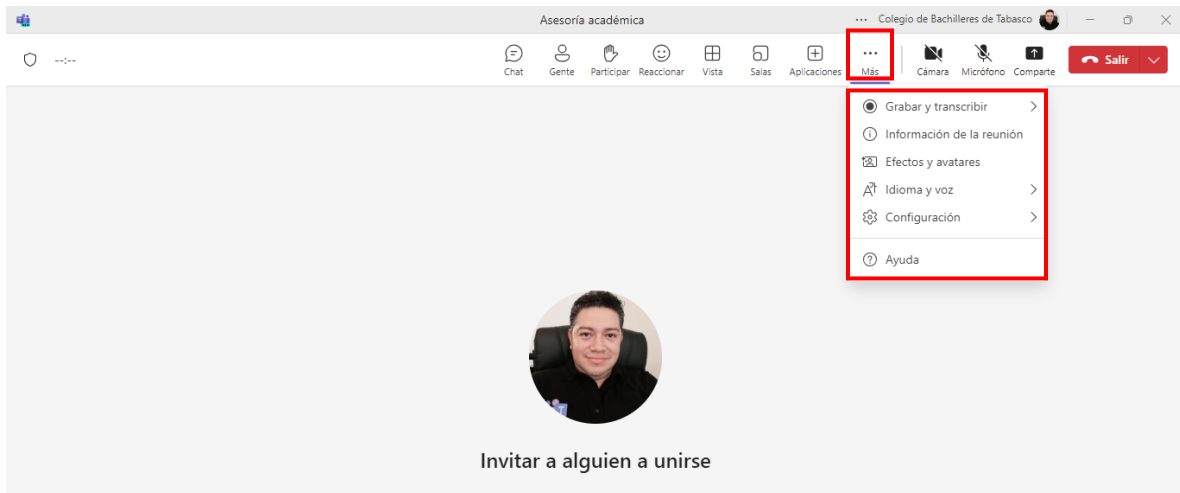 Asesoría académica
... Colegio de Bachilleres de Tabasco
--:--
Chat
Gente
Participar
Reaccionar
Vista
Salas
Aplicaciones
Más
Cámara
Micrófono
Comparte
Salir
Grabar y transcribir
Información de la reunión
Efectos y avatares
Idioma y voz
Configuración
Ayuda
Invitar a alguien a unirse